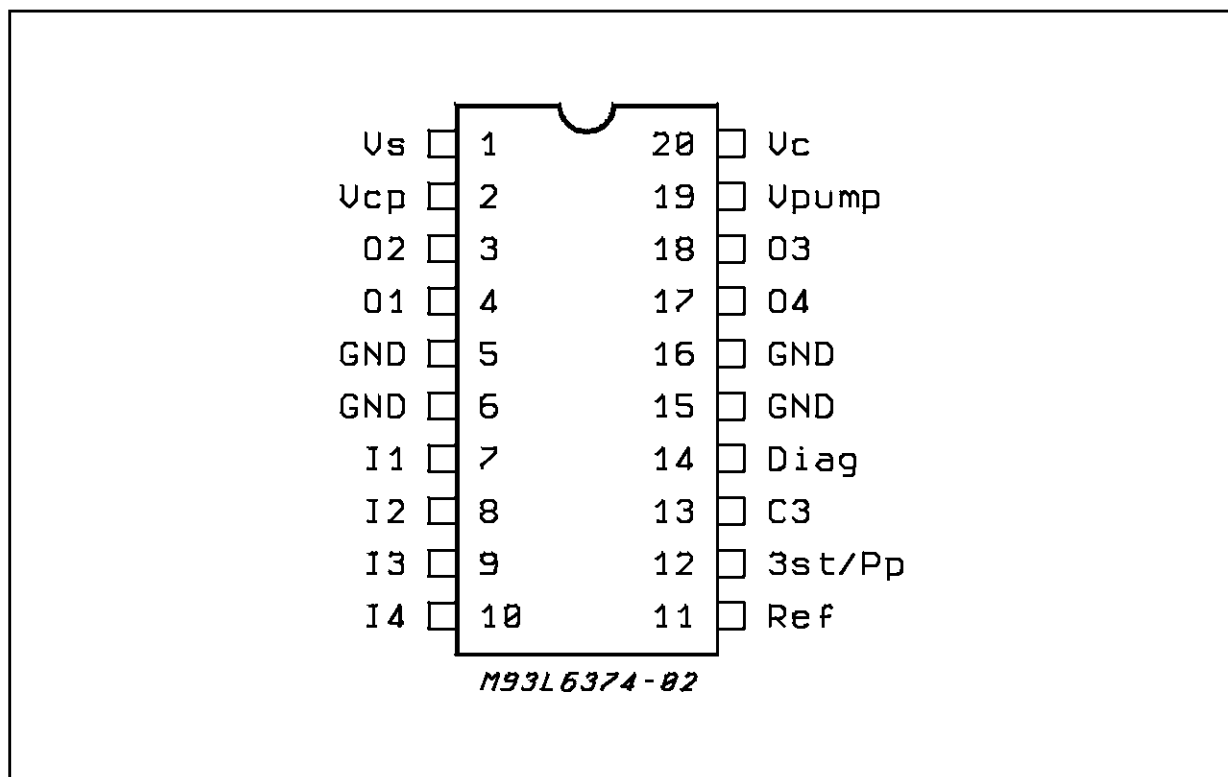 Vs 1 20 Vc
Vcp 2 19 Vpump
O2 3 18 O3
O1 4 17 O4
GND 5 16 GND
GND 6 15 GND
I1 7 14 Diag
I2 8 13 C3
I3 9 12 3st/Pp
I4 10 11 Ref
M93L6374-02